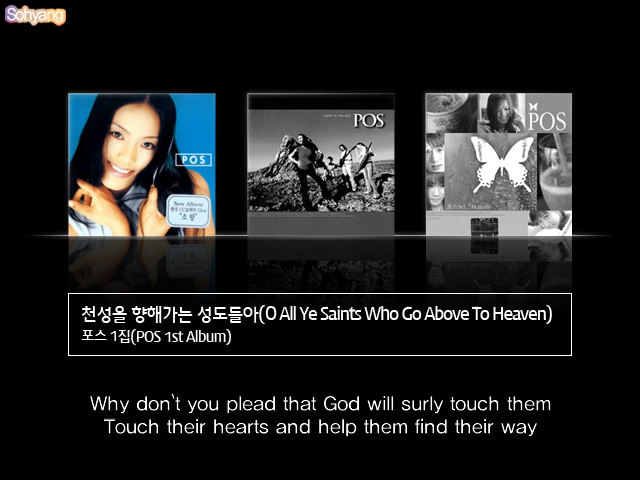 Sohyang
POS
New Album
"소향"
POS
POS
천성을 향해가는 성도들아(O All Ye Saints Who Go Above To Heaven)
포스 1집(POS 1st Album)
Why don`t you plead that God will surly touch them
Touch their hearts and help them find their way